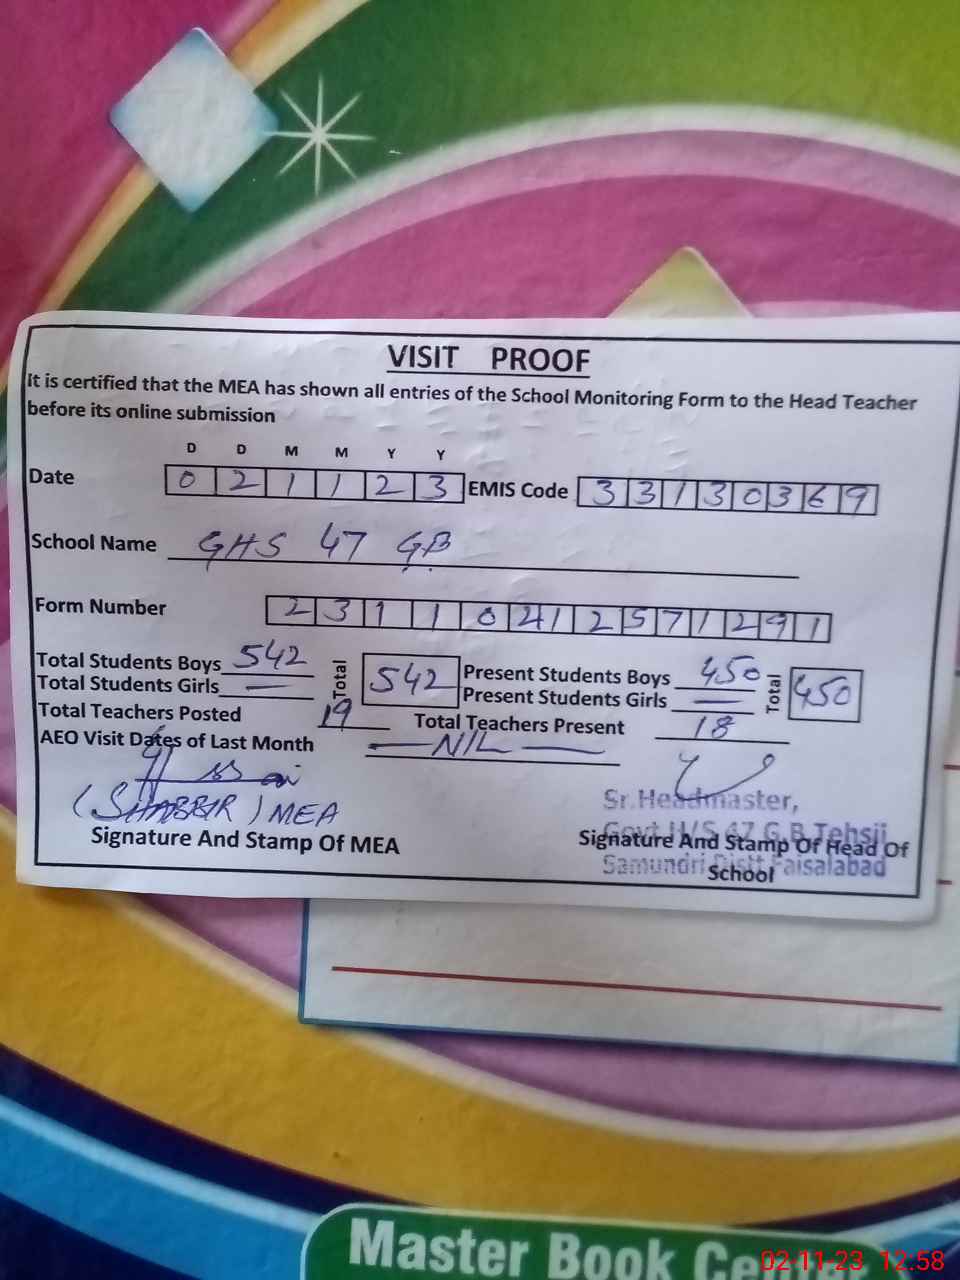 VISIT PROOF
It is certified that the MEA has shown all entries of the School Monitoring Form to the Head Teacher
before its online submission
D D M M Y Y
Date 0 2 1 1 2 3 EMIS Code 3 3 1 3 0 3 6 9
School Name GHS 47 GB
Form Number 2 3 1 1 0 4 1 2 5 7 1 2 9 1
Total Students Boys 542 Total 542 Present Students Boys 450 Total 450
Total Students Girls — Present Students Girls —
Total Teachers Posted 19 Total Teachers Present 18
AEO Visit Dates of Last Month — NIL —
(SHABBIR) MEA
Signature And Stamp Of MEA
Sr. Headmaster,
Govt. H/S 47 G.B Tehsil
Signature And Stamp Of Head Of
Samundri Distt Faisalabad
School
Master Book Ce
02-11-23 12:58